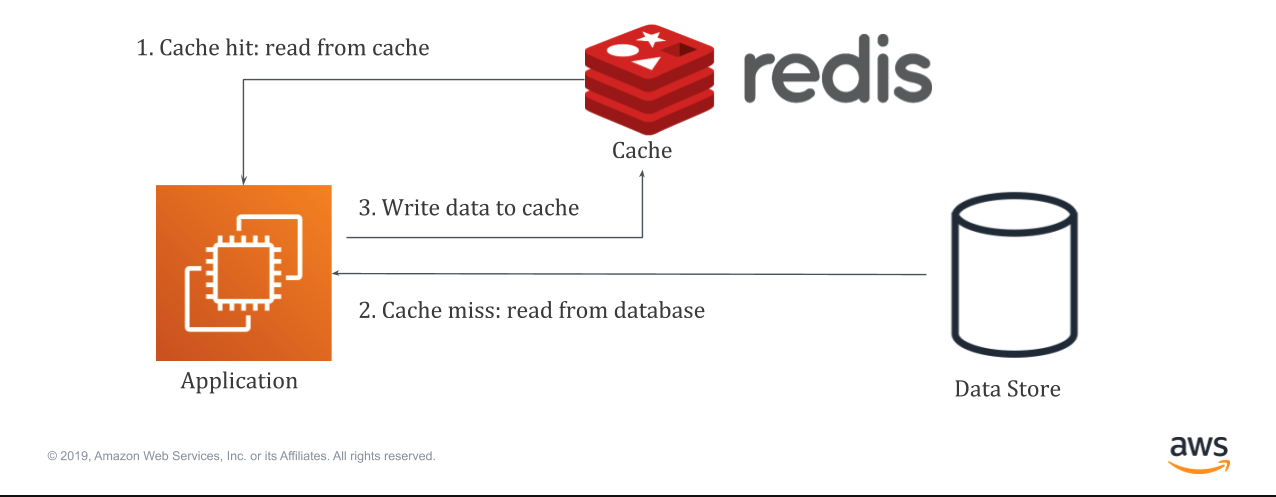 1. Cache hit: read from cache
redis
Cache
3. Write data to cache
2. Cache miss: read from database
Application
Data Store
© 2019, Amazon Web Services, Inc. or its Affiliates. All rights reserved.
aws